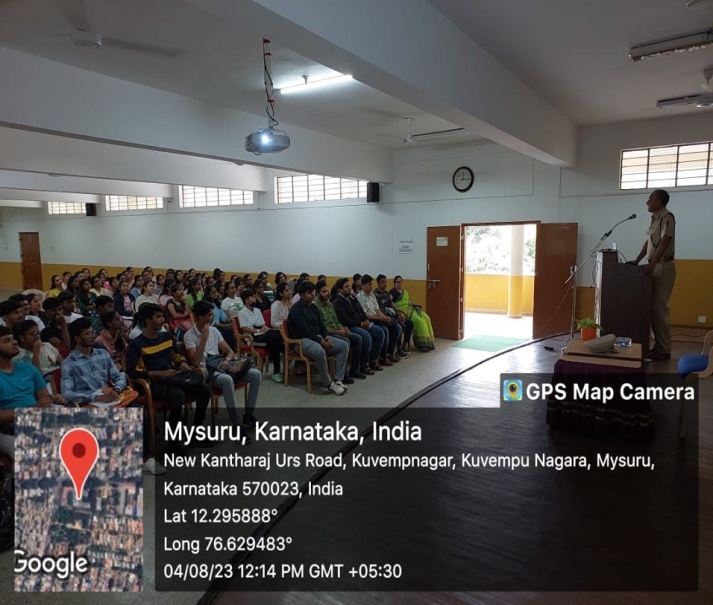 GPS Map Camera
Mysuru, Karnataka, India
New Kantharaj Urs Road, Kuvempnagar, Kuvempu Nagara, Mysuru,
Karnataka 570023, India
Lat 12.295888°
Long 76.629483°
04/08/23 12:14 PM GMT +05:30
Google